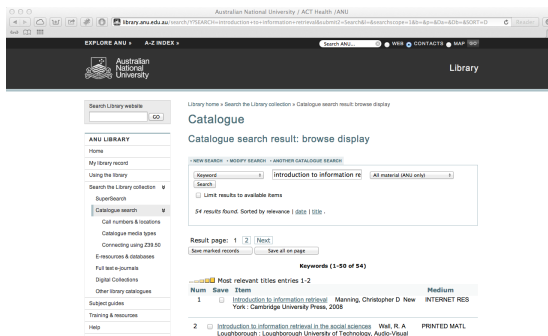 Australian National University / ACT Health /ANU
library.anu.edu.au/search/?SEARCH=introduction+to+information+retrieval&submit2=Search&l=&searchscope=1&b=&p=&Da=&Db=&SORT=D
Reader
EXPLORE ANU » A-Z INDEX »
Search ANU... WEB CONTACTS MAP GO
Australian
National
University
Library
Search Library website
GO
Library home » Search the Library collection » Catalogue search result: browse display
Catalogue
Catalogue search result: browse display
ANU LIBRARY
Home
My library record
Using the library
Search the Library collection
SuperSearch
Catalogue search
Call numbers & locations
Catalogue media types
Connecting using Z39.50
E-resources & databases
Full text e-journals
Digital Collections
Other library catalogues
Subject guides
Training & resources
Help
NEW SEARCH MODIFY SEARCH ANOTHER CATALOGUE SEARCH
Keyword introduction to information re All material (ANU only)
Search
Limit results to available items
54 results found. Sorted by relevance | date | title .
Result page: 1 2 Next
Save marked records Save all on page
Keywords (1-50 of 54)
Most relevant titles entries 1-2
Num Save Item Medium
1 Introduction to information retrieval Manning, Christopher D New INTERNET RES
York : Cambridge University Press, 2008
2 Introduction to information retrieval in the social sciences Wall, R. A PRINTED MATL
Loughborough : Loughborough University of Technology, Audio-Visual